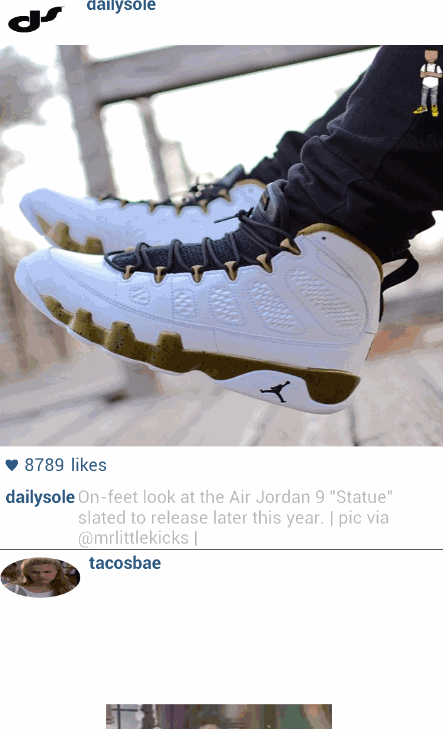 dailysole
8789 likes
dailysole On-feet look at the Air Jordan 9 "Statue"
slated to release later this year. | pic via
@mrlittlekicks |
tacosbae